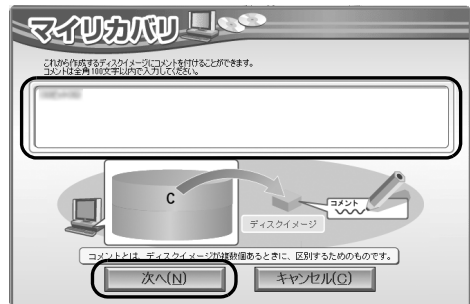 マイリカバリ
これから作成するディスクイメージにコメントを付けることができます。
コメントは全角100文字以内で入力してください。
C
コメント
ディスクイメージ
コメントとは、ディスクイメージが複数個あるときに、区別するためのものです。
次へ(N)
キャンセル(C)